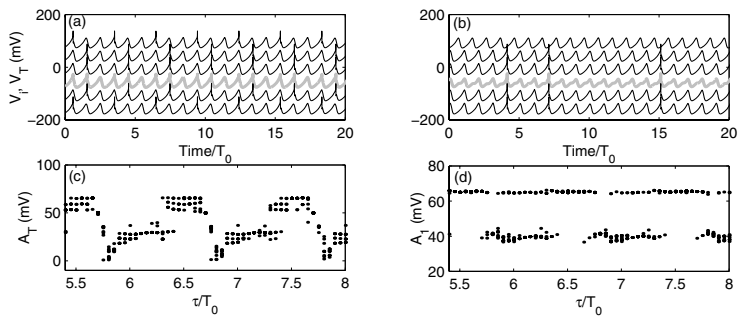 (a)
200
0
−200
V_i, V_T (mV)
0 5 10 15 20
Time/T_0
(b)
200
0
−200
0 5 10 15 20
Time/T_0
(c)
100
50
0
A_T (mV)
5.5 6 6.5 7 7.5 8
τ/T_0
(d)
80
60
40
20
A_1 (mV)
5.5 6 6.5 7 7.5 8
τ/T_0